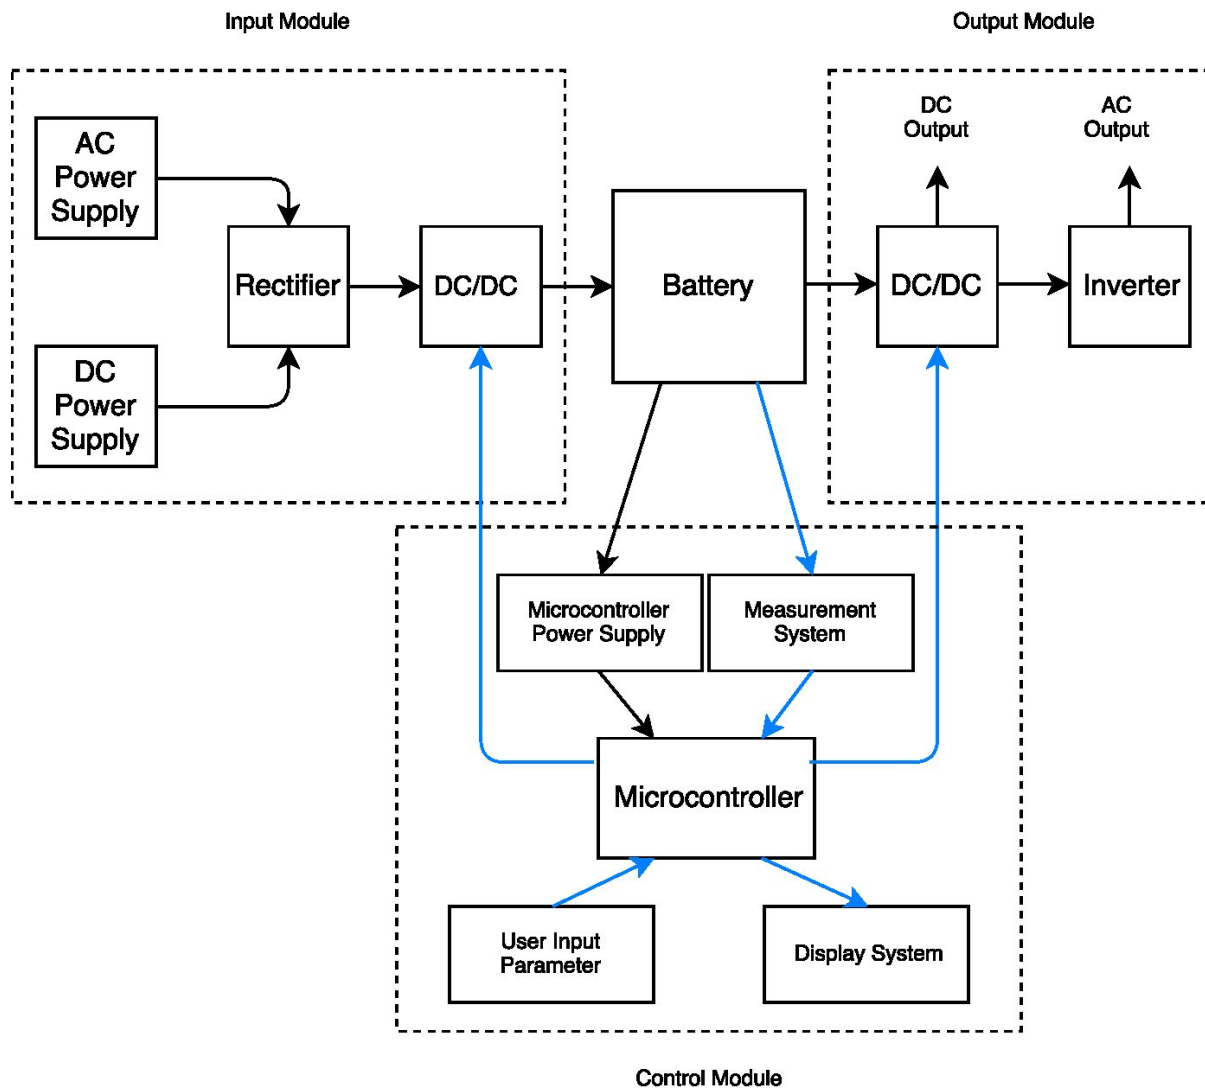 Input Module
Output Module
AC
Power
Supply
DC
Output
AC
Output
Rectifier
DC/DC
Battery
DC/DC
Inverter
DC
Power
Supply
Microcontroller
Power Supply
Measurement
System
Microcontroller
User Input
Parameter
Display System
Control Module